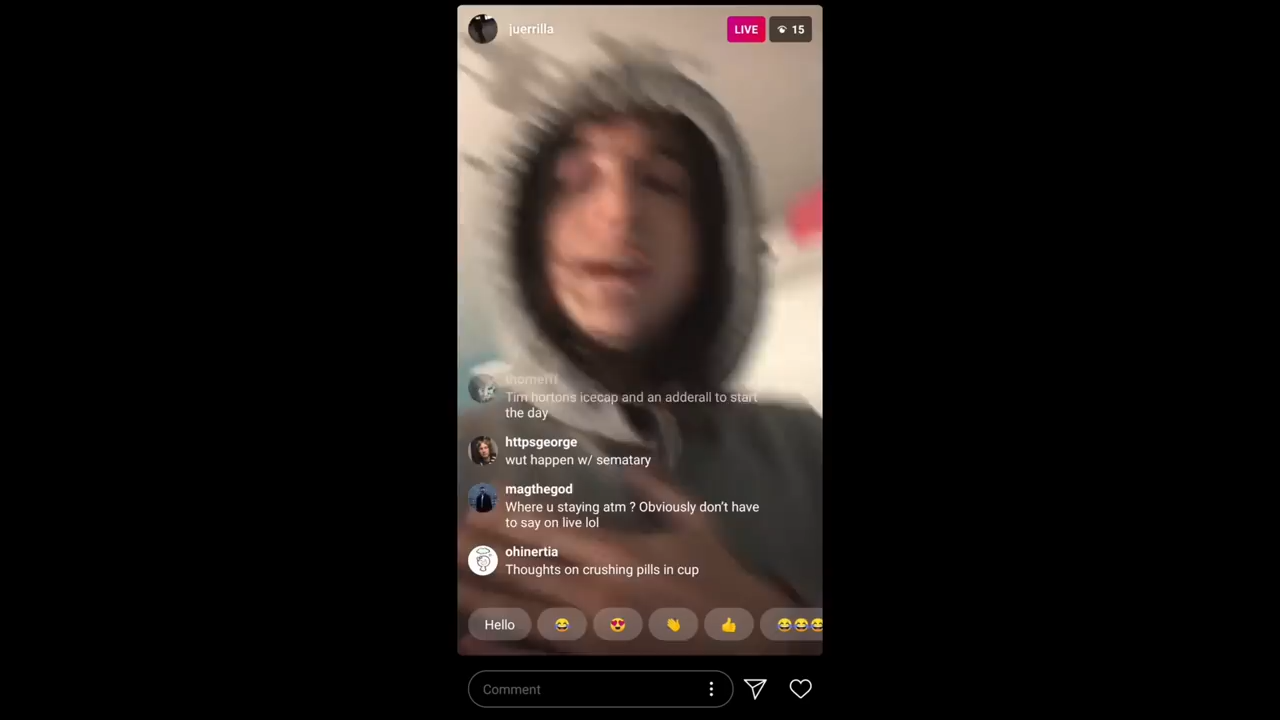 juerrilla
LIVE
15
thornerff
Tim hortons icecap and an adderall to start
the day
httpsgeorge
wut happen w/ sematary
magthegod
Where u staying atm ? Obviously don't have
to say on live lol
ohinertia
Thoughts on crushing pills in cup
Hello
Comment